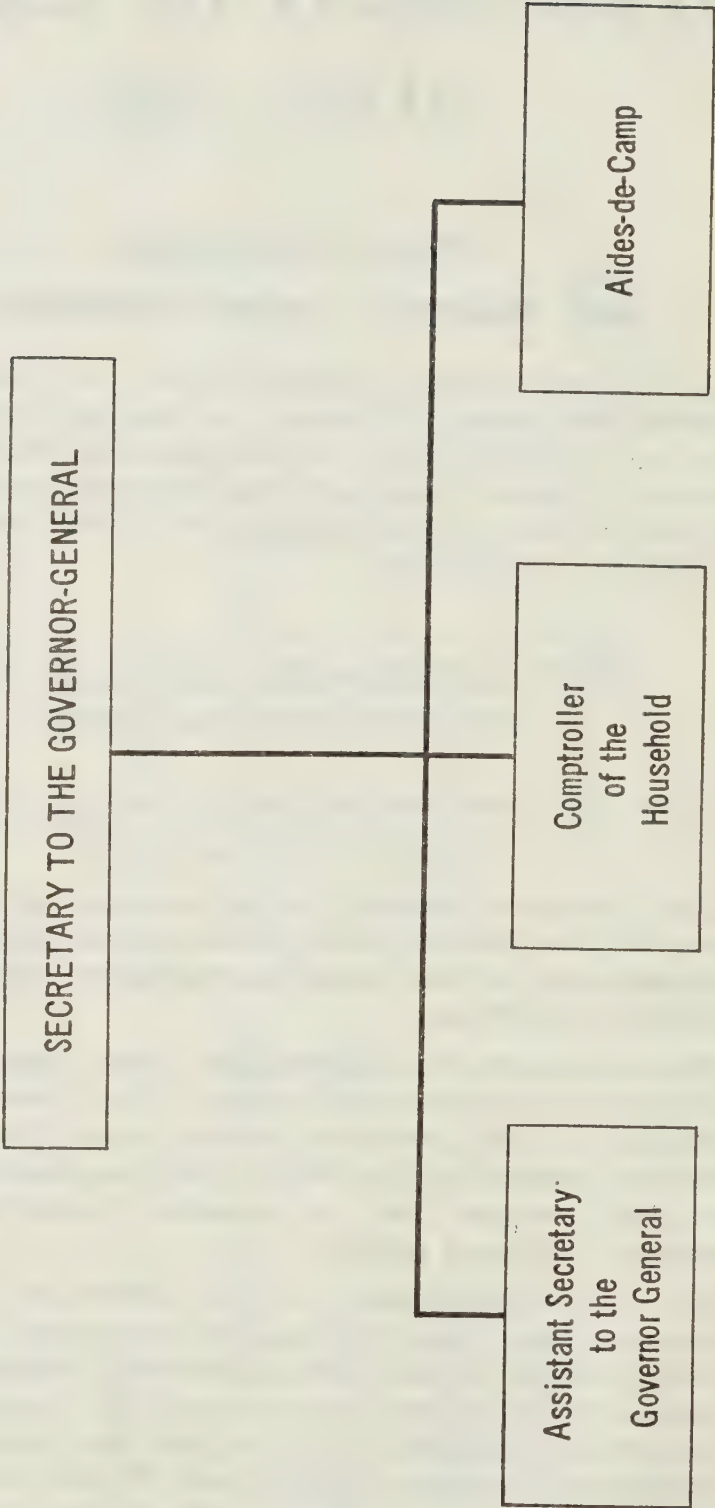 SECRETARY TO THE GOVERNOR-GENERAL
Assistant Secretary
to the
Governor General
Comptroller
of the
Household
Aides-de-Camp